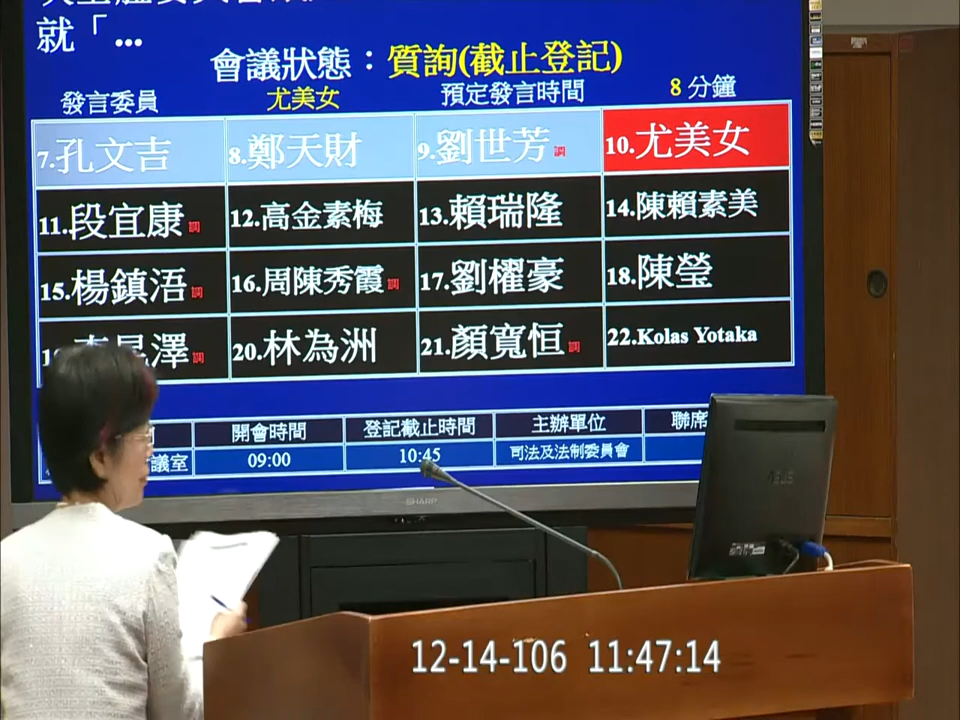 就「...
會議狀態：質詢(截止登記)
發言委員 尤美女 預定發言時間 8 分鐘
7.孔文吉 8.鄭天財 9.劉世芳 調 10.尤美女
11.段宜康 調 12.高金素梅 13.賴瑞隆 14.陳賴素美
15.楊鎮浯 調 16.周陳秀霞 調 17.劉櫂豪 18.陳瑩
澤 調 20.林為洲 21.顏寬恒 調 22.Kolas Yotaka
開會時間 登記截止時間 主辦單位 聯席
議室 09:00 10:45 司法及法制委員會
SHARP
ASUS
12-14-106 11:47:14